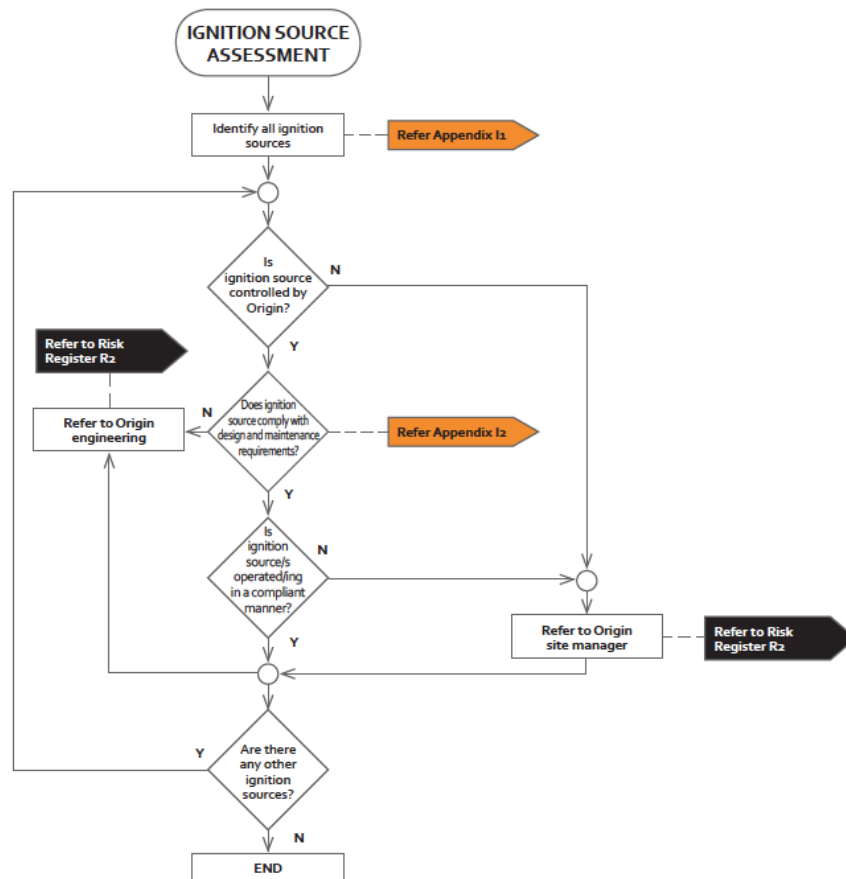 IGNITION SOURCE
ASSESSMENT
Identify all ignition
sources
Refer Appendix I1
Is
ignition source
controlled by
Origin?
N
Y
Refer to Risk
Register R2
Refer to Origin
engineering
N
Does ignition
source comply with
design and maintenance
requirements?
Refer Appendix I2
Y
Is
ignition
source/s
operated/ing
in a compliant
manner?
N
Y
Refer to Origin
site manager
Refer to Risk
Register R2
Y
Are there
any other
ignition
sources?
N
END